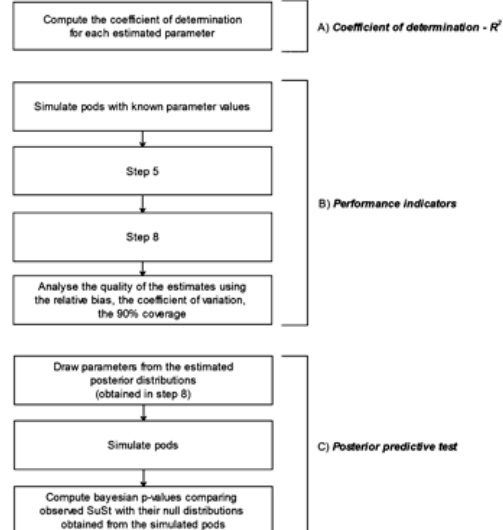 Compute the coefficient of determination
for each estimated parameter
A) Coefficient of determination - R²
Simulate pods with known parameter values
Step 5
Step 8
Analyse the quality of the estimates using
the relative bias, the coefficient of variation,
the 90% coverage
B) Performance indicators
Draw parameters from the estimated
posterior distributions
(obtained in step 8)
Simulate pods
Compute bayesian p-values comparing
observed SuSt with their null distributions
obtained from the simulated pods
C) Posterior predictive test